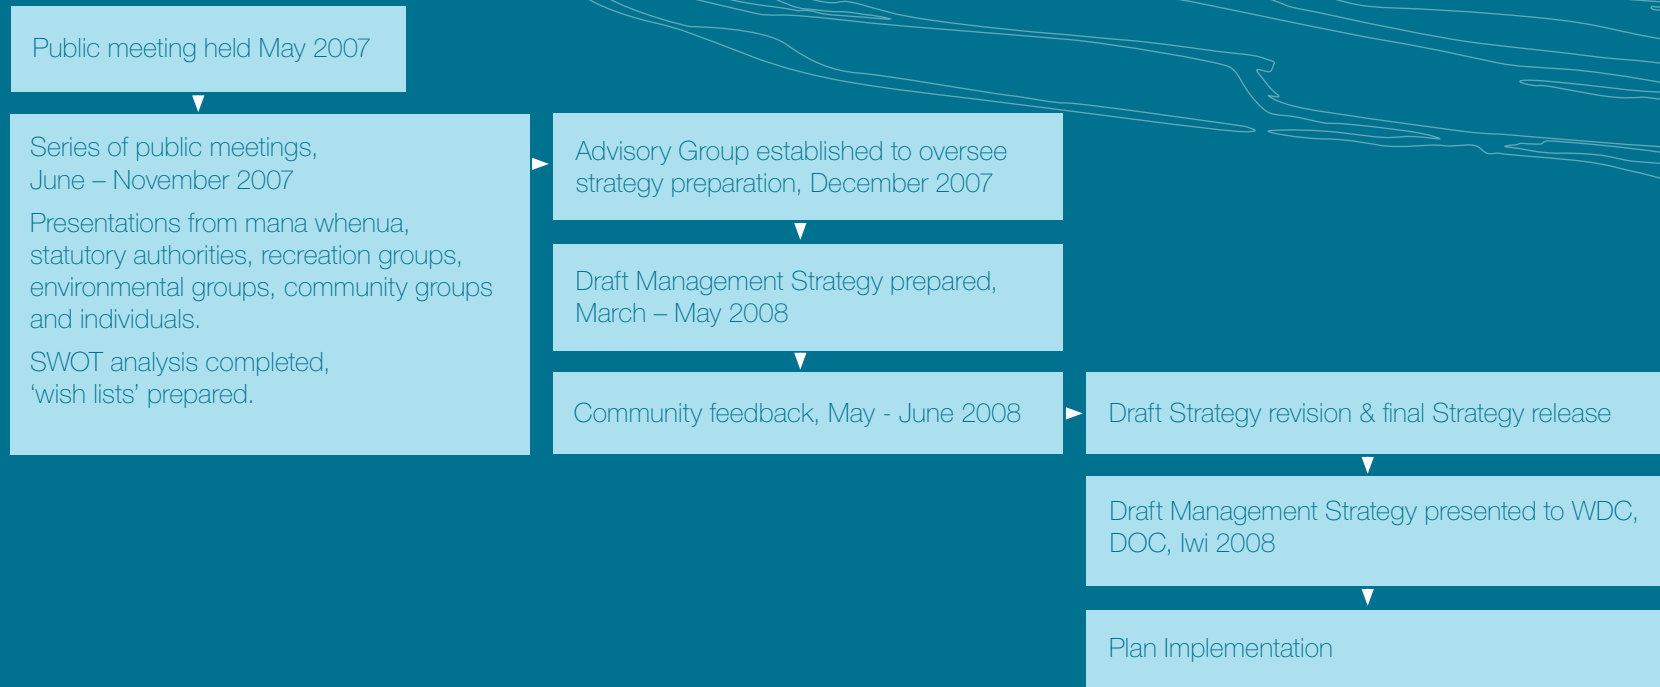 Public meeting held May 2007
Series of public meetings,
June – November 2007
Presentations from mana whenua,
statutory authorities, recreation groups,
environmental groups, community groups
and individuals.
SWOT analysis completed,
‘wish lists’ prepared.
Advisory Group established to oversee
strategy preparation, December 2007
Draft Management Strategy prepared,
March – May 2008
Community feedback, May - June 2008
Draft Strategy revision & final Strategy release
Draft Management Strategy presented to WDC,
DOC, Iwi 2008
Plan Implementation